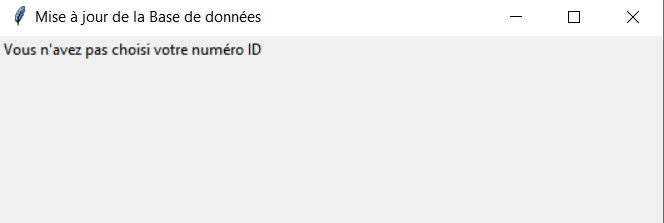 Mise à jour de la Base de données
Vous n'avez pas choisi votre numéro ID